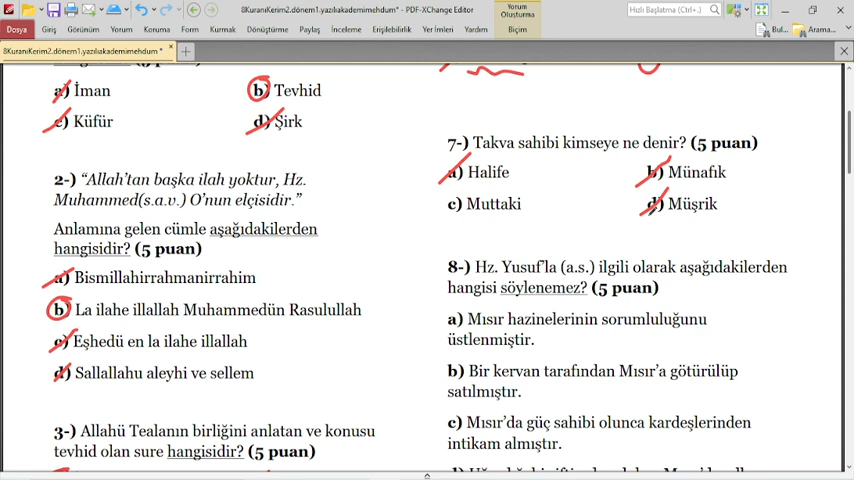 8KuranıKerim2.dönem1.yazılıakademimehdum* - PDF-XChange Editor
Yorum Oluşturma
Hızlı Başlatma (Ctrl+.)
Dosya Giriş Görünüm Yerleştir Yorum Koruma Form Kurmak Dönüştürme Paylaş İnceleme Erişilebilirlik Yer İmleri Yardım Biçim Bul... Arama...
8KuranıKerim2.dönem1.yazılıakademimehdum *
a) İman b) Tevhid
c) Küfür d) Şirk
2-) “Allah’tan başka ilah yoktur, Hz.
Muhammed(s.a.v.) O’nun elçisidir.”
Anlamına gelen cümle aşağıdakilerden
hangisidir? (5 puan)
a) Bismillahirrahmanirrahim
b) La ilahe illallah Muhammedün Rasulullah
c) Eşhedü en la ilahe illallah
d) Sallallahu aleyhi ve sellem
3-) Allahü Tealanın birliğini anlatan ve konusu
tevhid olan sure hangisidir? (5 puan)
7-) Takva sahibi kimseye ne denir? (5 puan)
a) Halife b) Münafık
c) Muttaki d) Müşrik
8-) Hz. Yusuf’la (a.s.) ilgili olarak aşağıdakilerden
hangisi söylenemez? (5 puan)
a) Mısır hazinelerinin sorumluluğunu
üstlenmiştir.
b) Bir kervan tarafından Mısır’a götürülüp
satılmıştır.
c) Mısır’da güç sahibi olunca kardeşlerinden
intikam almıştır.